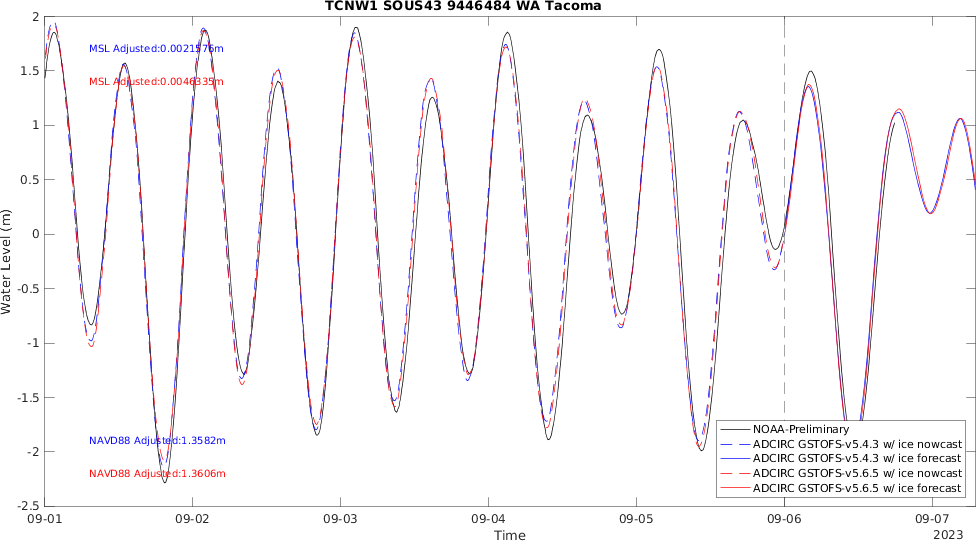 TCNW1 SOUS43 9446484 WA Tacoma
2
1.5
1
0.5
0
-0.5
-1
-1.5
-2
-2.5
Water Level (m)
MSL Adjusted:0.0021576m
MSL Adjusted:0.0046335m
NAVD88 Adjusted:1.3582m
NAVD88 Adjusted:1.3606m
NOAA-Preliminary
ADCIRC GSTOFS-v5.4.3 w/ ice nowcast
ADCIRC GSTOFS-v5.4.3 w/ ice forecast
ADCIRC GSTOFS-v5.6.5 w/ ice nowcast
ADCIRC GSTOFS-v5.6.5 w/ ice forecast
09-01 09-02 09-03 09-04 09-05 09-06 09-07
Time
2023